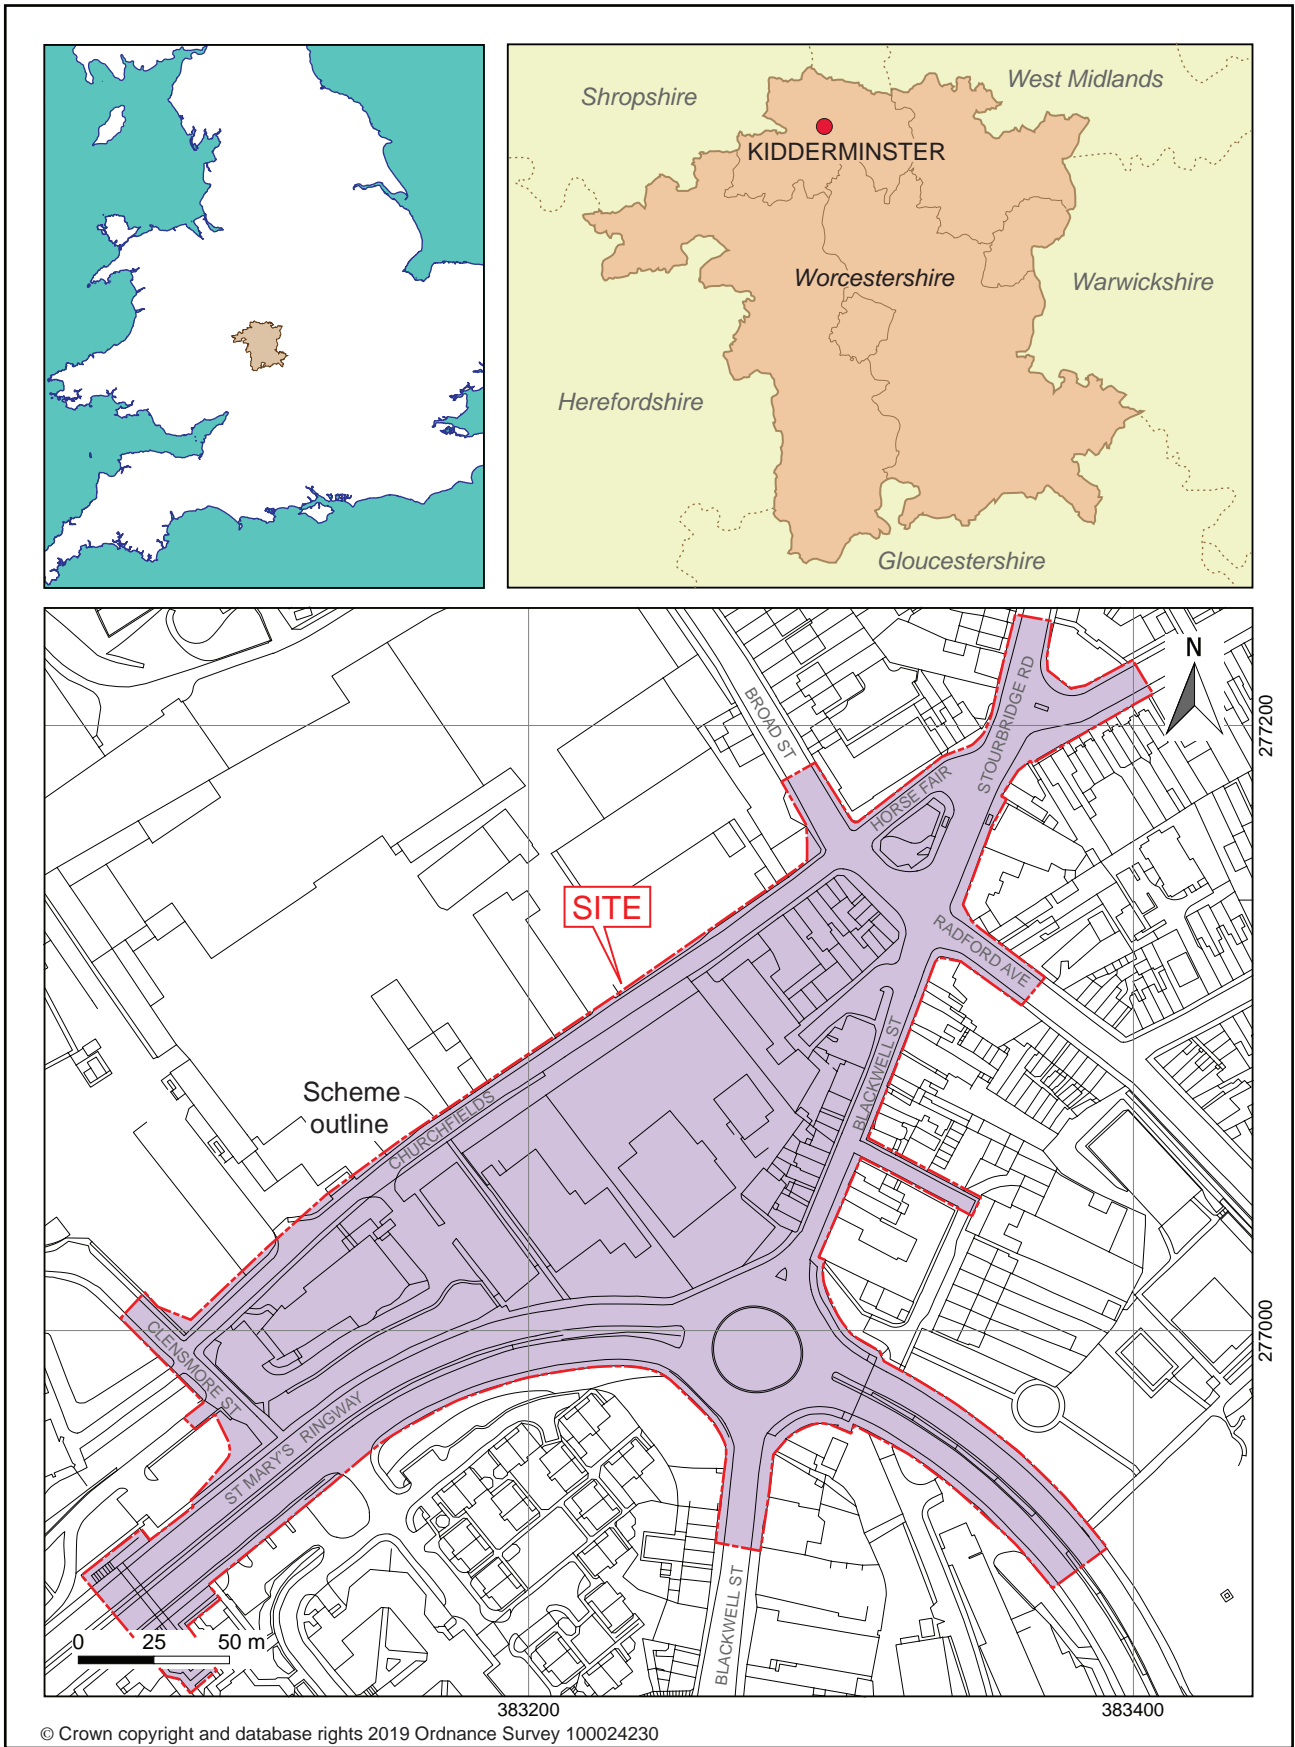 Shropshire
West Midlands
KIDDERMINSTER
Worcestershire
Warwickshire
Herefordshire
Gloucestershire
N
BROAD ST
STOURBRIDGE RD
277200
HORSE FAIR
SITE
RADFORD AVE
BLACKWELL ST
Scheme
outline
CHURCHFIELDS
277000
CLENSMORE ST
ST MARY'S RINGWAY
BLACKWELL ST
0 25 50 m
383200
383400
© Crown copyright and database rights 2019 Ordnance Survey 100024230